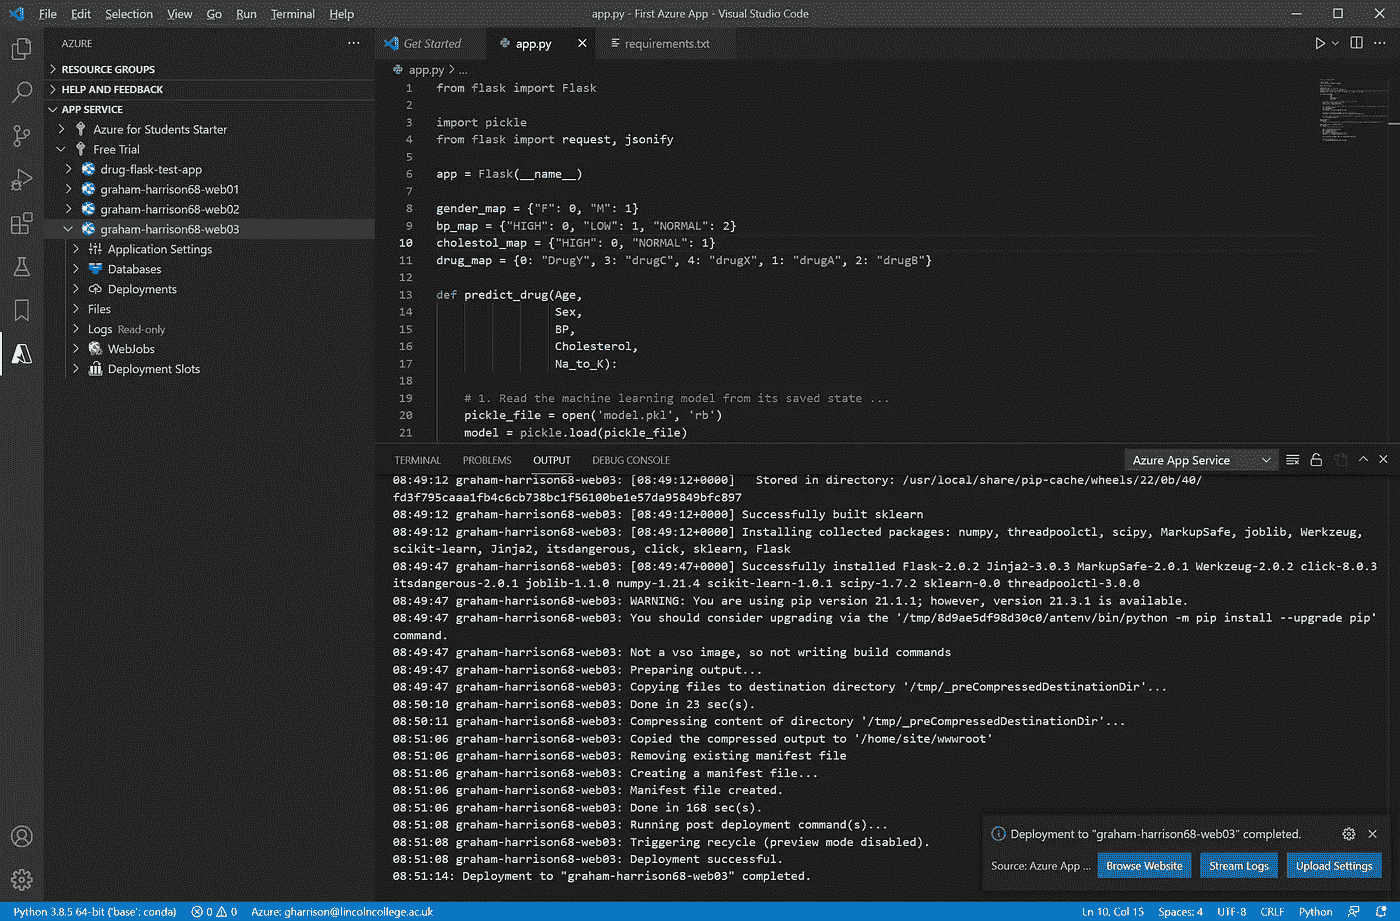 File Edit Selection View Go Run Terminal Help app.py - First Azure App - Visual Studio Code
AZURE
RESOURCE GROUPS
HELP AND FEEDBACK
APP SERVICE
Azure for Students Starter
Free Trial
drug-flask-test-app
graham-harrison68-web01
graham-harrison68-web02
graham-harrison68-web03
Application Settings
Databases
Deployments
Files
Logs Read-only
WebJobs
Deployment Slots
Get Started app.py requirements.txt
app.py > ...
1 from flask import Flask
2
3 import pickle
4 from flask import request, jsonify
5
6 app = Flask(__name__)
7
8 gender_map = {"F": 0, "M": 1}
9 bp_map = {"HIGH": 0, "LOW": 1, "NORMAL": 2}
10 cholestol_map = {"HIGH": 0, "NORMAL": 1}
11 drug_map = {0: "DrugY", 3: "drugC", 4: "drugX", 1: "drugA", 2: "drugB"}
12
13 def predict_drug(Age,
14 Sex,
15 BP,
16 Cholesterol,
17 Na_to_K):
18
19 # 1. Read the machine learning model from its saved state ...
20 pickle_file = open('model.pkl', 'rb')
21 model = pickle.load(pickle_file)
TERMINAL PROBLEMS OUTPUT DEBUG CONSOLE Azure App Service
08:49:12 graham-harrison68-web03: [08:49:12+0000] Stored in directory: /usr/local/share/pip-cache/wheels/22/0b/40/
fd3f795caaa1fb4c6cb738bc1f56100be1e57da95849bfc897
08:49:12 graham-harrison68-web03: [08:49:12+0000] Successfully built sklearn
08:49:12 graham-harrison68-web03: [08:49:12+0000] Installing collected packages: numpy, threadpoolctl, scipy, MarkupSafe, joblib, Werkzeug,
scikit-learn, Jinja2, itsdangerous, click, sklearn, Flask
08:49:47 graham-harrison68-web03: [08:49:47+0000] Successfully installed Flask-2.0.2 Jinja2-3.0.3 MarkupSafe-2.0.1 Werkzeug-2.0.2 click-8.0.3
itsdangerous-2.0.1 joblib-1.1.0 numpy-1.21.4 scikit-learn-1.0.1 scipy-1.7.2 sklearn-0.0 threadpoolctl-3.0.0
08:49:47 graham-harrison68-web03: WARNING: You are using pip version 21.1.1; however, version 21.3.1 is available.
08:49:47 graham-harrison68-web03: You should consider upgrading via the '/tmp/8d9ae5df98d30c0/antenv/bin/python -m pip install --upgrade pip'
command.
08:49:47 graham-harrison68-web03: Not a vso image, so not writing build commands
08:49:47 graham-harrison68-web03: Preparing output...
08:49:47 graham-harrison68-web03: Copying files to destination directory '/tmp/_preCompressedDestinationDir'...
08:50:10 graham-harrison68-web03: Done in 23 sec(s).
08:50:11 graham-harrison68-web03: Compressing content of directory '/tmp/_preCompressedDestinationDir'...
08:51:06 graham-harrison68-web03: Copied the compressed output to '/home/site/wwwroot'
08:51:06 graham-harrison68-web03: Removing existing manifest file
08:51:06 graham-harrison68-web03: Creating a manifest file...
08:51:06 graham-harrison68-web03: Manifest file created.
08:51:06 graham-harrison68-web03: Done in 168 sec(s).
08:51:08 graham-harrison68-web03: Running post deployment command(s)...
08:51:08 graham-harrison68-web03: Triggering recycle (preview mode disabled).
08:51:08 graham-harrison68-web03: Deployment successful.
08:51:14: Deployment to "graham-harrison68-web03" completed.
Deployment to "graham-harrison68-web03" completed.
Source: Azure App ... Browse Website Stream Logs Upload Settings
Python 3.8.5 64-bit ('base': conda) 0 0 Azure: gharrison@lincolncollege.ac.uk Ln 10, Col 15 Spaces: 4 UTF-8 CRLF Python